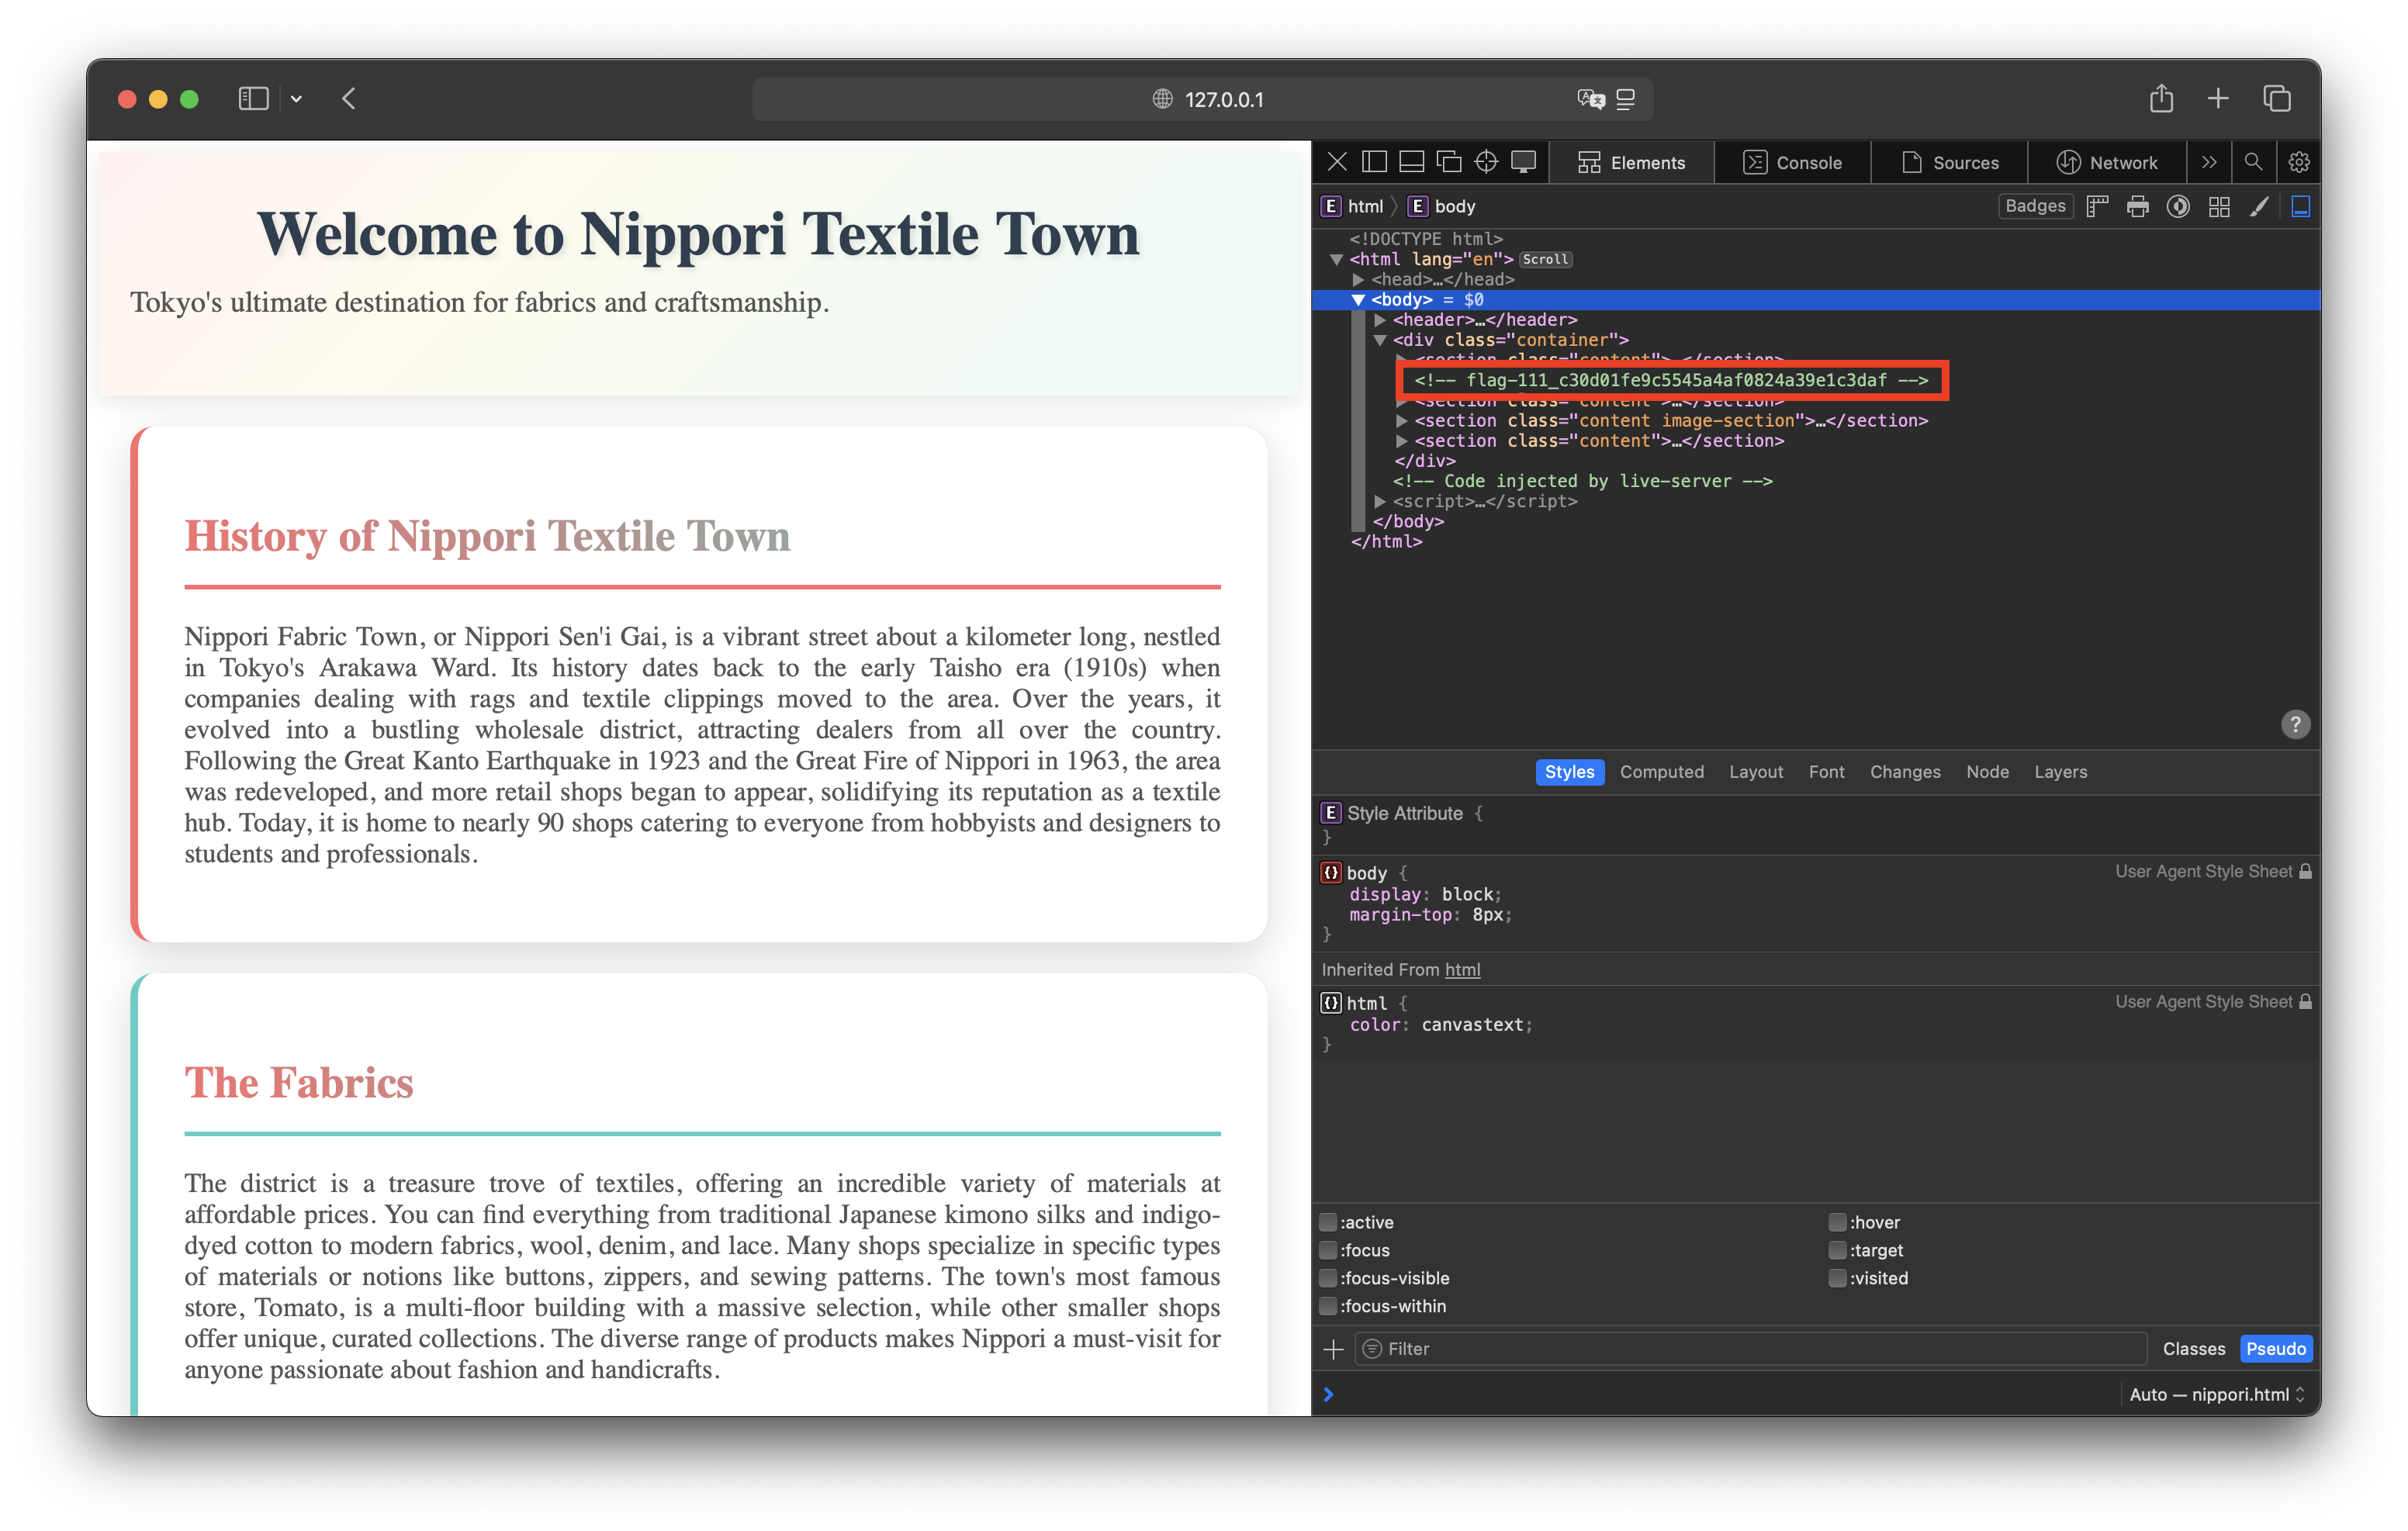 127.0.0.1
Welcome to Nippori Textile Town
Tokyo's ultimate destination for fabrics and craftsmanship.
History of Nippori Textile Town
Nippori Fabric Town, or Nippori Sen'i Gai, is a vibrant street about a kilometer long, nestled
in Tokyo's Arakawa Ward. Its history dates back to the early Taisho era (1910s) when
companies dealing with rags and textile clippings moved to the area. Over the years, it
evolved into a bustling wholesale district, attracting dealers from all over the country.
Following the Great Kanto Earthquake in 1923 and the Great Fire of Nippori in 1963, the area
was redeveloped, and more retail shops began to appear, solidifying its reputation as a textile
hub. Today, it is home to nearly 90 shops catering to everyone from hobbyists and designers to
students and professionals.
The Fabrics
The district is a treasure trove of textiles, offering an incredible variety of materials at
affordable prices. You can find everything from traditional Japanese kimono silks and indigo-
dyed cotton to modern fabrics, wool, denim, and lace. Many shops specialize in specific types
of materials or notions like buttons, zippers, and sewing patterns. The town's most famous
store, Tomato, is a multi-floor building with a massive selection, while other smaller shops
offer unique, curated collections. The diverse range of products makes Nippori a must-visit for
anyone passionate about fashion and handicrafts.
Elements Console Sources Network
E html E body Badges
<!DOCTYPE html>
<html lang="en"> Scroll
<head>…</head>
<body> = $0
<header>…</header>
<div class="container">
<section class="content">…</section>
<!-- flag-111_c30d01fe9c5545a4af0824a39e1c3daf -->
<section class="content">…</section>
<section class="content image-section">…</section>
<section class="content">…</section>
</div>
<!-- Code injected by live-server -->
<script>…</script>
</body>
</html>
?
Styles Computed Layout Font Changes Node Layers
E Style Attribute {
}
{} body { User Agent Style Sheet
display: block;
margin-top: 8px;
}
Inherited From html
{} html { User Agent Style Sheet
color: canvastext;
}
:active :hover
:focus :target
:focus-visible :visited
:focus-within
Filter Classes Pseudo
Auto — nippori.html